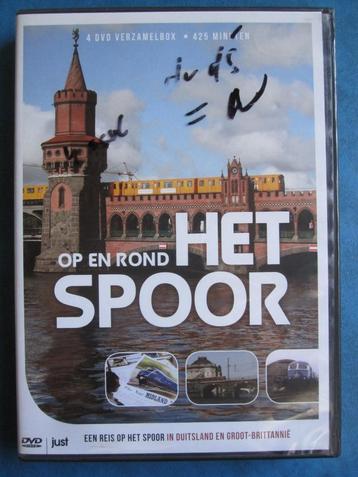 4 DVD VERZAMELBOX • 425 MINUTEN
OP EN ROND HET
SPOOR
MIDLAND
DVD just EEN REIS OP HET SPOOR IN DUITSLAND EN GROOT-BRITTANNIË